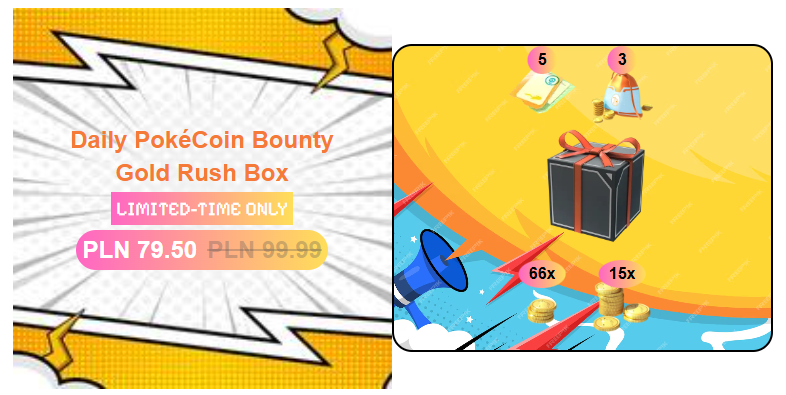 Daily PokéCoin Bounty
Gold Rush Box
LIMITED-TIME ONLY
PLN 79.50 PLN 99.99
5 3
66x 15x